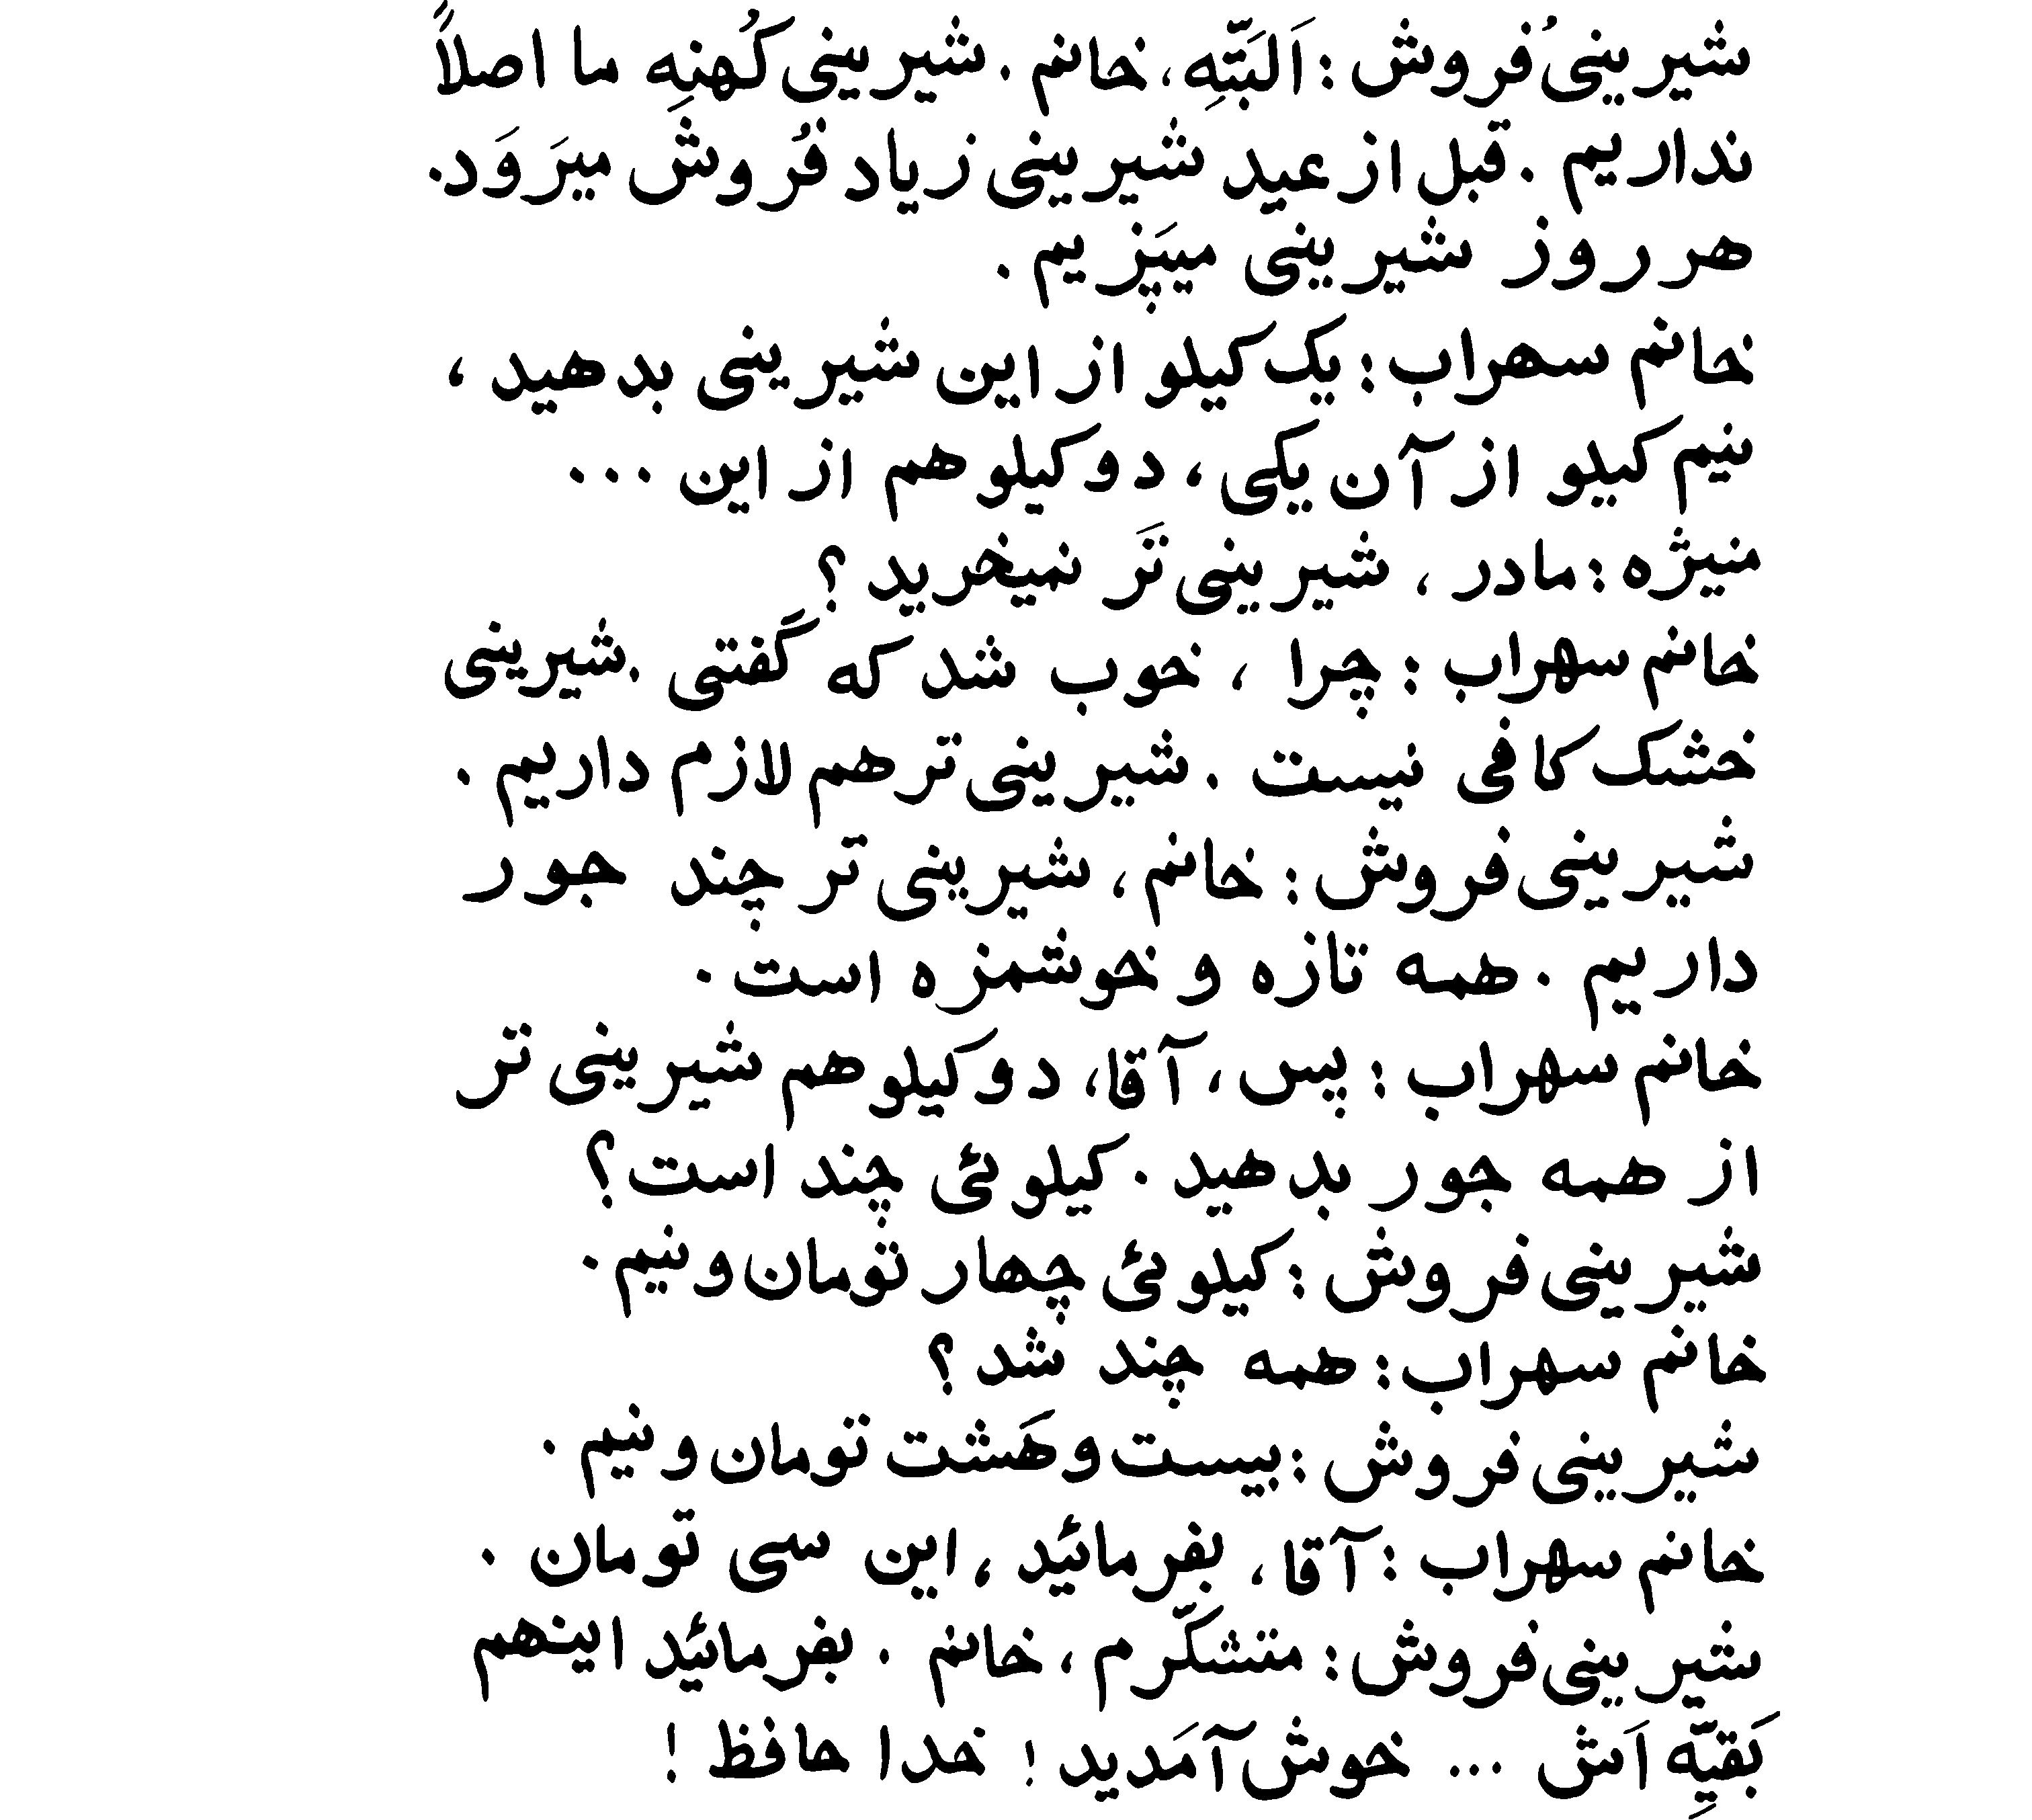 شیرینی‌فُروش : اَلبَتّهِ، خانم . شیرینی کُهنِه ما اصلاً
نداریم . قبل از عید شیرینی زیاد فُروشَ میرَوَد.
هر روز شیرینی میپَزیم .
خانم سهراب : یک کیلو از این شیرینی بدهید ،
نیم کیلو از آن یکی ، دو کیلو هم از این ...
منیژه : مادر ، شیرینی تَر نمیخرید ؟
خانم سهراب : چرا ، خوب شد که گفتی . شیرینی
خشک کافی نیست . شیرینی تر هم لازم داریم .
شیرینی فروش : خانم ، شیرینی تر چند جور
داریم . همه تازه و خوشمزه است .
خانم سهراب : پس ، آقا، دو کیلو هم شیرینی تر
از همه جور بدهید . کیلوئی چند است ؟
شیرینی فروش : کیلوئی چهار تومان و نیم .
خانم سهراب : همه چند شد ؟
شیرینی فروش : بیست و هَشت تومان و نیم .
خانم سهراب : آقا، بفرمائید ، این سی تومان .
شیرینی فروش : متشکّرم ، خانم . بفرمائید اینهم
بَقیّهِ اَش ... خوش آمَدید ! خدا حافظ !